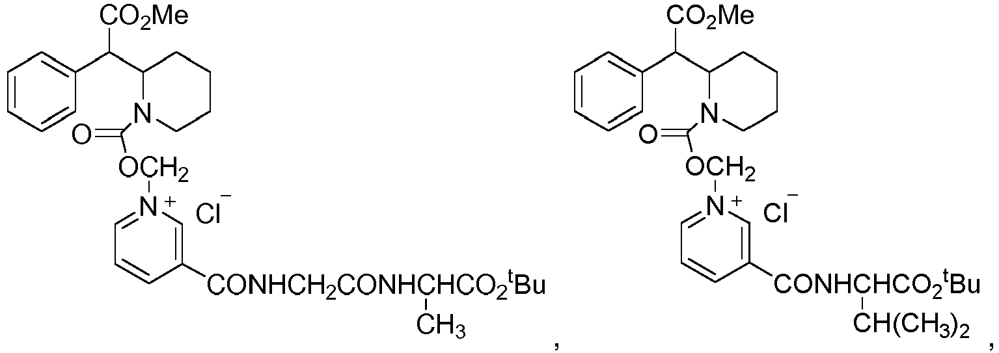 CO₂Me CO₂Me
N N
O O
OCH₂ OCH₂
N⁺ Cl⁻ N⁺ Cl⁻
CONHCH₂CONHCHCO₂ᵗBu CONHCHCO₂ᵗBu
CH₃ , CH(CH₃)₂ ,